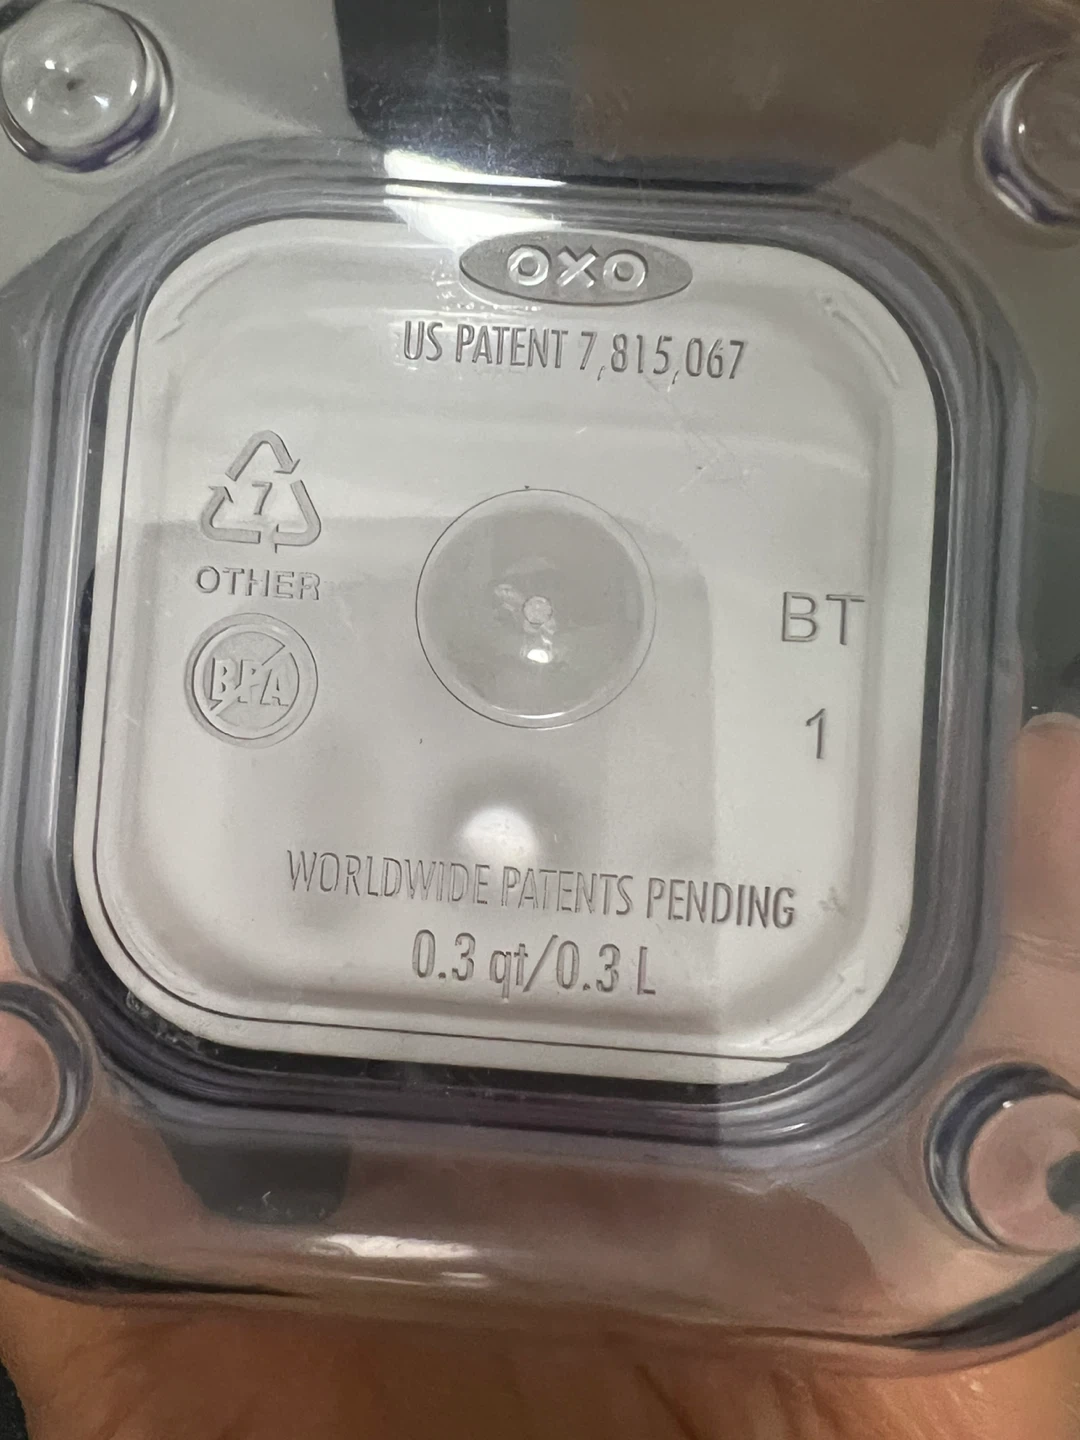 OXO
US PATENT 7,815,067
7
OTHER
BPA
BT
1
WORLDWIDE PATENTS PENDING
0.3 qt/0.3 L